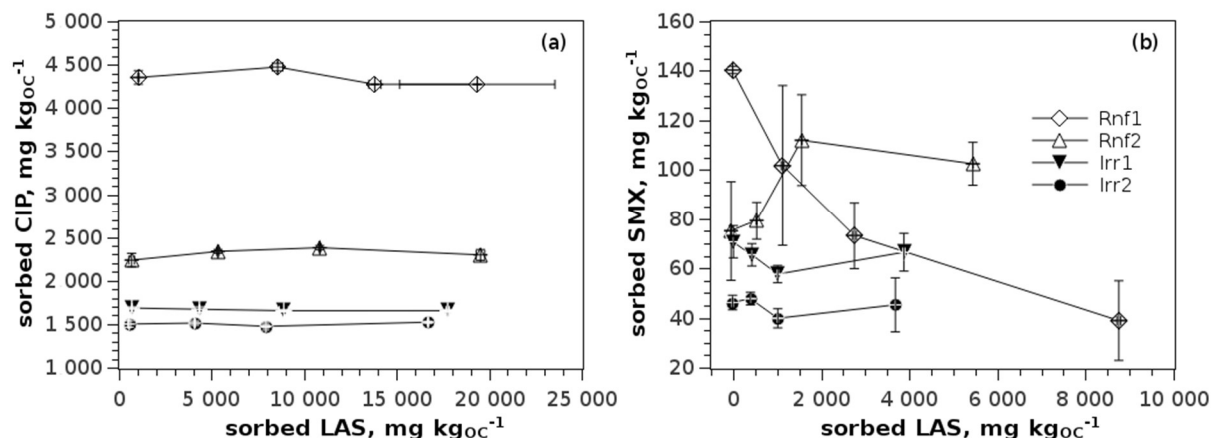 5 000
4 500
4 000
3 500
3 000
2 500
2 000
1 500
1 000
sorbed CIP, mg kgOC⁻¹
(a)
0
5 000
10 000
15 000
20 000
25 000
sorbed LAS, mg kgOC⁻¹
160
140
120
100
80
60
40
20
sorbed SMX, mg kgOC⁻¹
(b)
Rnf1
Rnf2
Irr1
Irr2
0
2 000
4 000
6 000
8 000
10 000
sorbed LAS, mg kgOC⁻¹